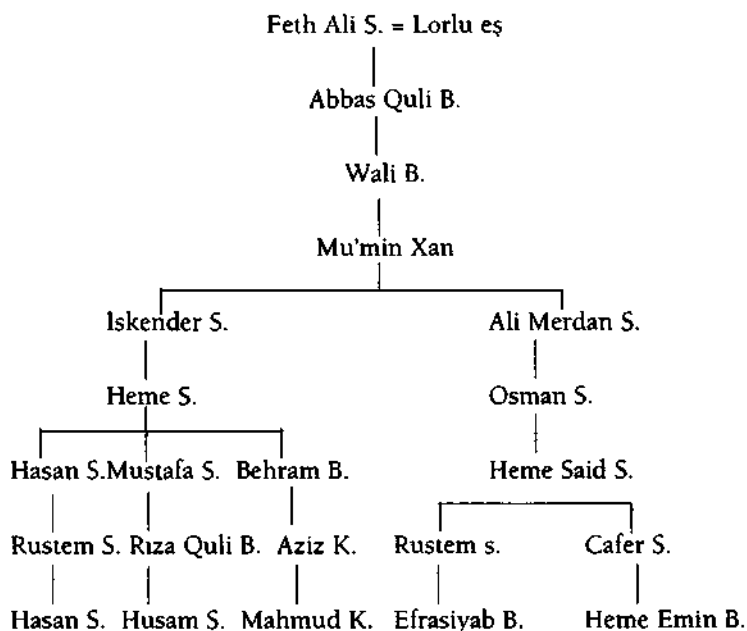 Feth Ali S. = Lorlu eş
Abbas Quli B.
Wali B.
Mu'min Xan
Iskender S. Ali Merdan S.
Heme S. Osman S.
Hasan S. Mustafa S. Behram B. Heme Said S.
Rustem S. Rıza Quli B. Aziz K. Rustem s. Cafer S.
Hasan S. Husam S. Mahmud K. Efrasiyab B. Heme Emin B.